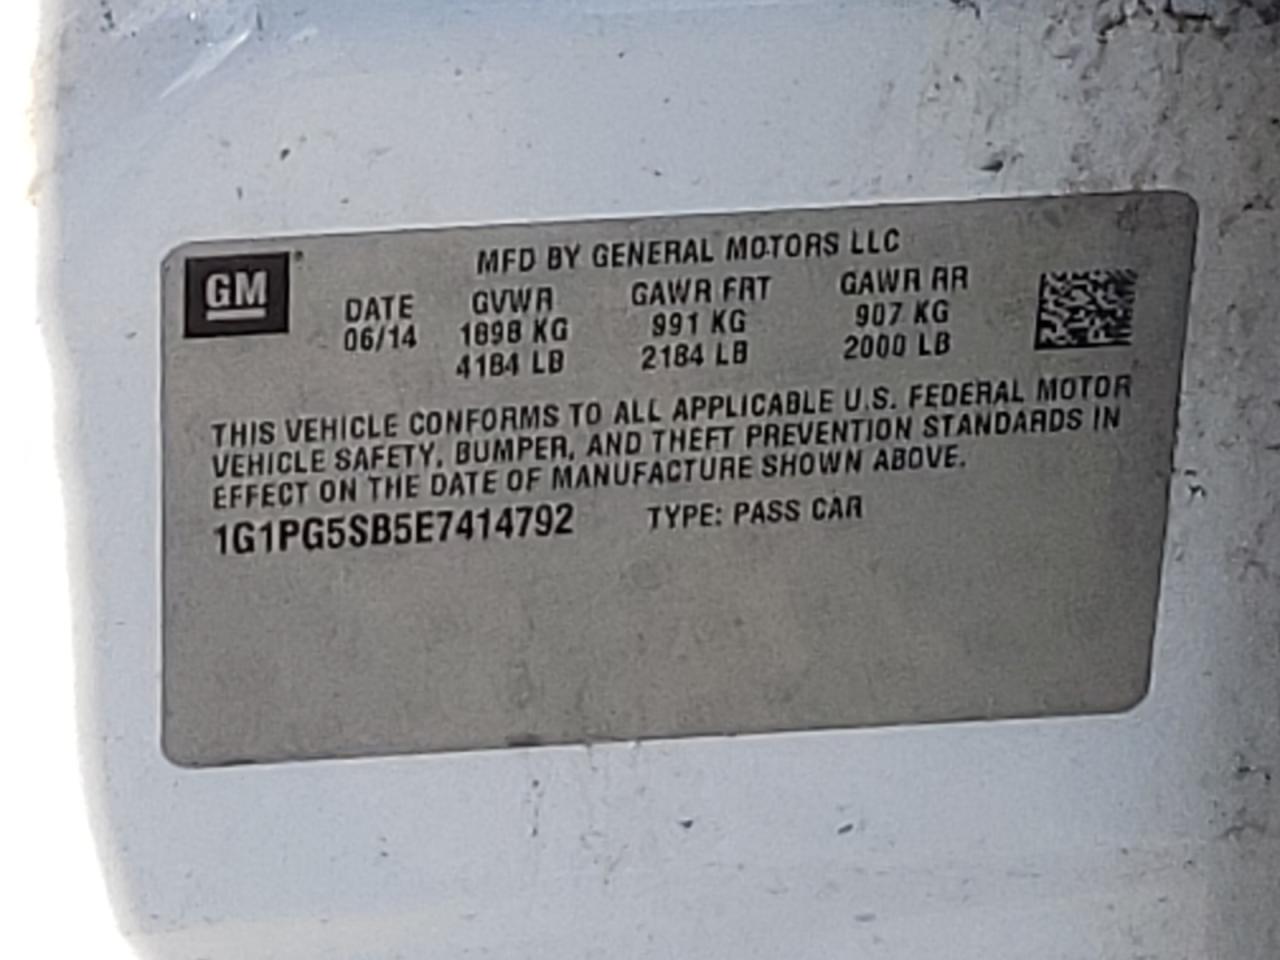 GM
MFD BY GENERAL MOTORS LLC
DATE GVWR GAWR FRT GAWR RR
06/14 1898 KG 991 KG 907 KG
4184 LB 2184 LB 2000 LB
THIS VEHICLE CONFORMS TO ALL APPLICABLE U.S. FEDERAL MOTOR
VEHICLE SAFETY, BUMPER, AND THEFT PREVENTION STANDARDS IN
EFFECT ON THE DATE OF MANUFACTURE SHOWN ABOVE.
1G1PG5SB5E7414792 TYPE: PASS CAR